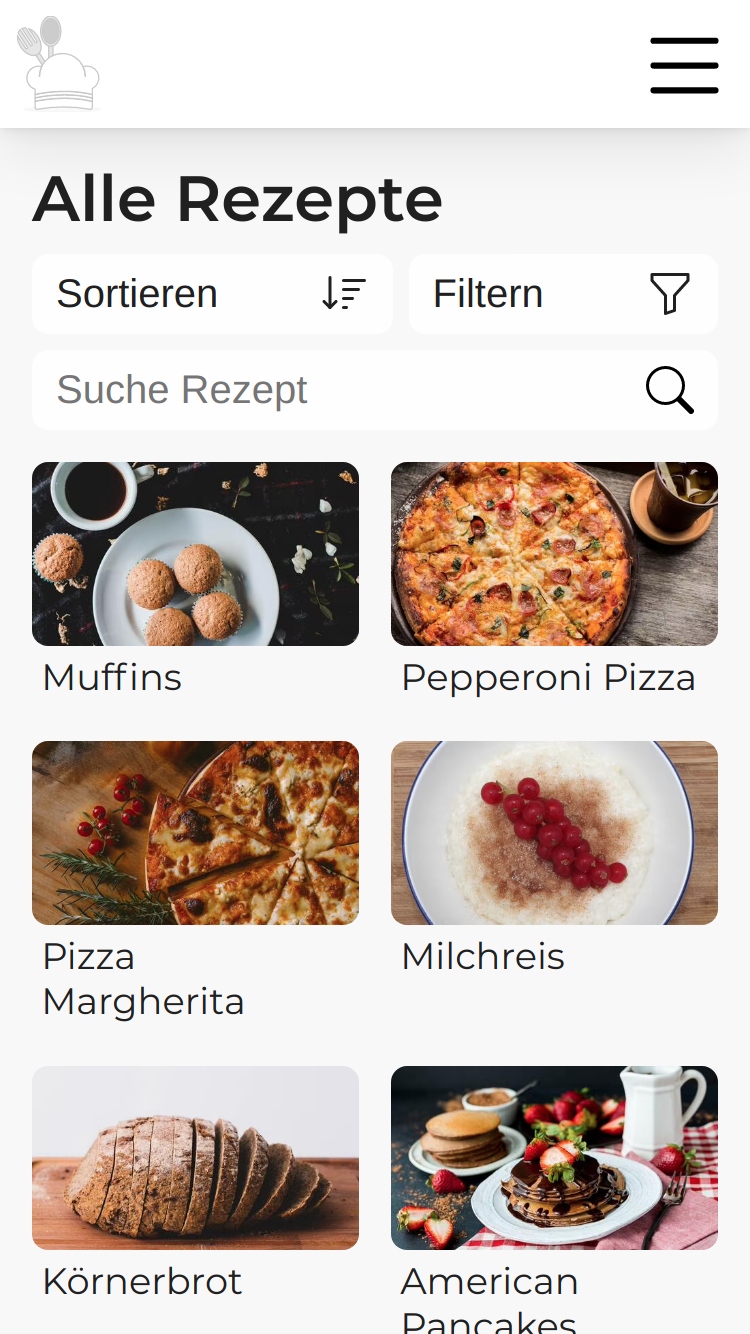 Alle Rezepte
Sortieren
Filtern
Suche Rezept
Muffins
Pepperoni Pizza
Pizza
Margherita
Milchreis
Körnerbrot
American
Pancakes